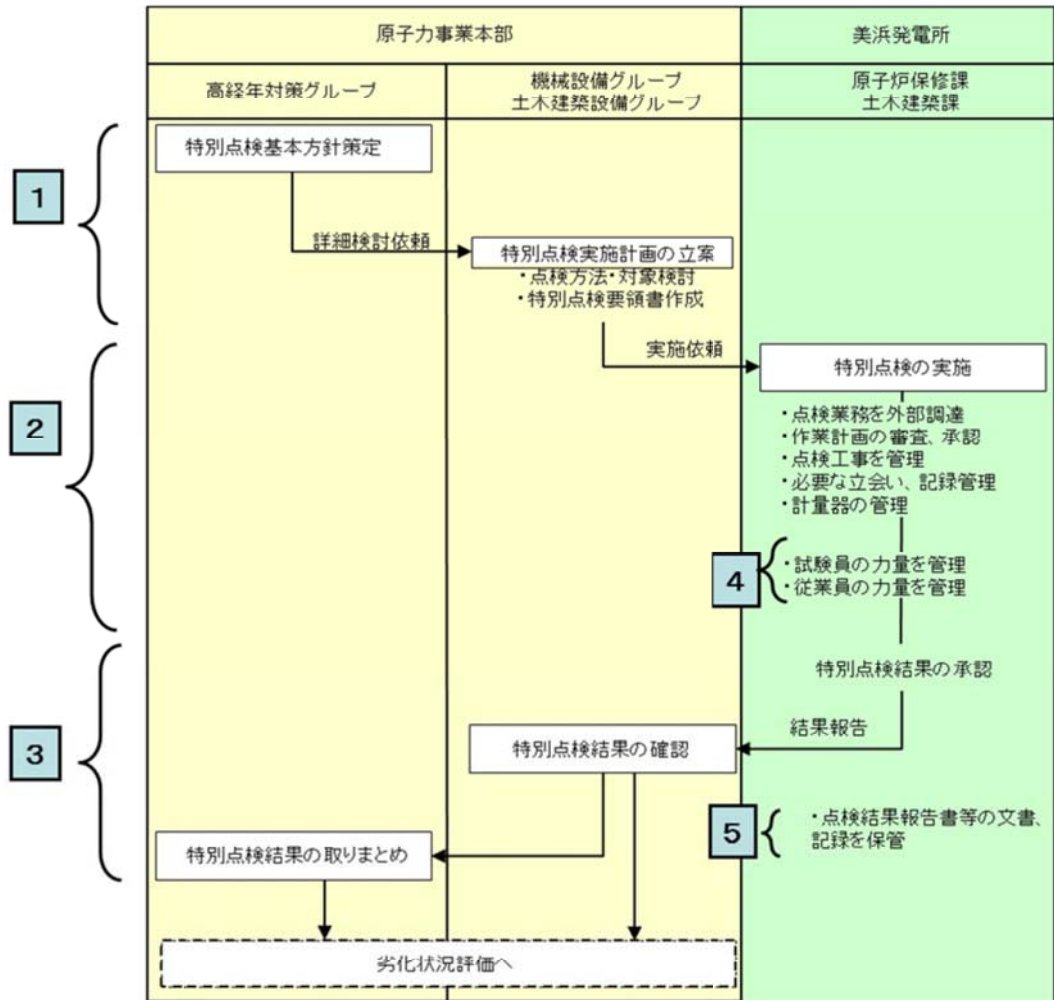 原子力事業本部
美浜発電所
高経年対策グループ
機械設備グループ
土木建築設備グループ
原子炉保修課
土木建築課
1
特別点検基本方針策定
詳細検討依頼
特別点検実施計画の立案
・点検方法・対象検討
・特別点検要領書作成
実施依頼
2
特別点検の実施
・点検業務を外部調達
・作業計画の審査、承認
・点検工事を管理
・必要な立会い、記録管理
・計量器の管理
4
・試験員の力量を管理
・従業員の力量を管理
特別点検結果の承認
3
結果報告
特別点検結果の確認
5
・点検結果報告書等の文書、
記録を保管
特別点検結果の取りまとめ
劣化状況評価へ